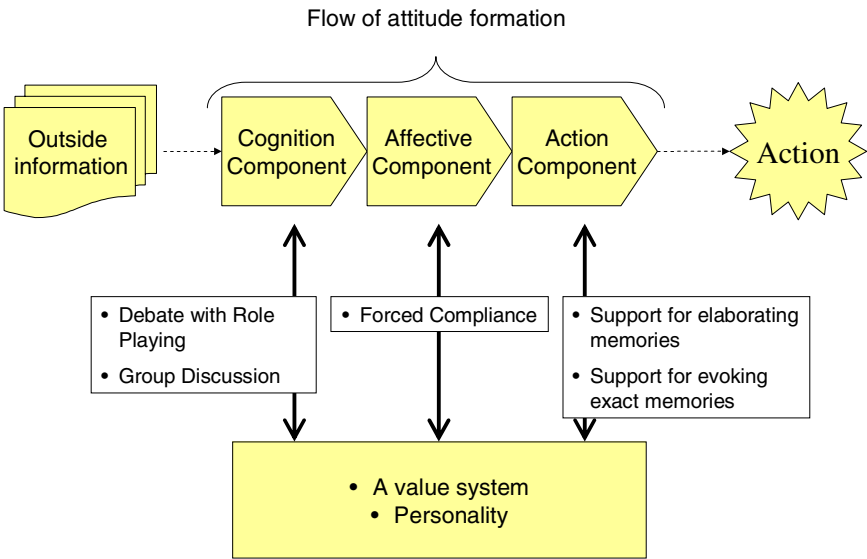 Flow of attitude formation
Outside
information
Cognition
Component
Affective
Component
Action
Component
Action
• Debate with Role
Playing
• Group Discussion
• Forced Compliance
• Support for elaborating
memories
• Support for evoking
exact memories
• A value system
• Personality